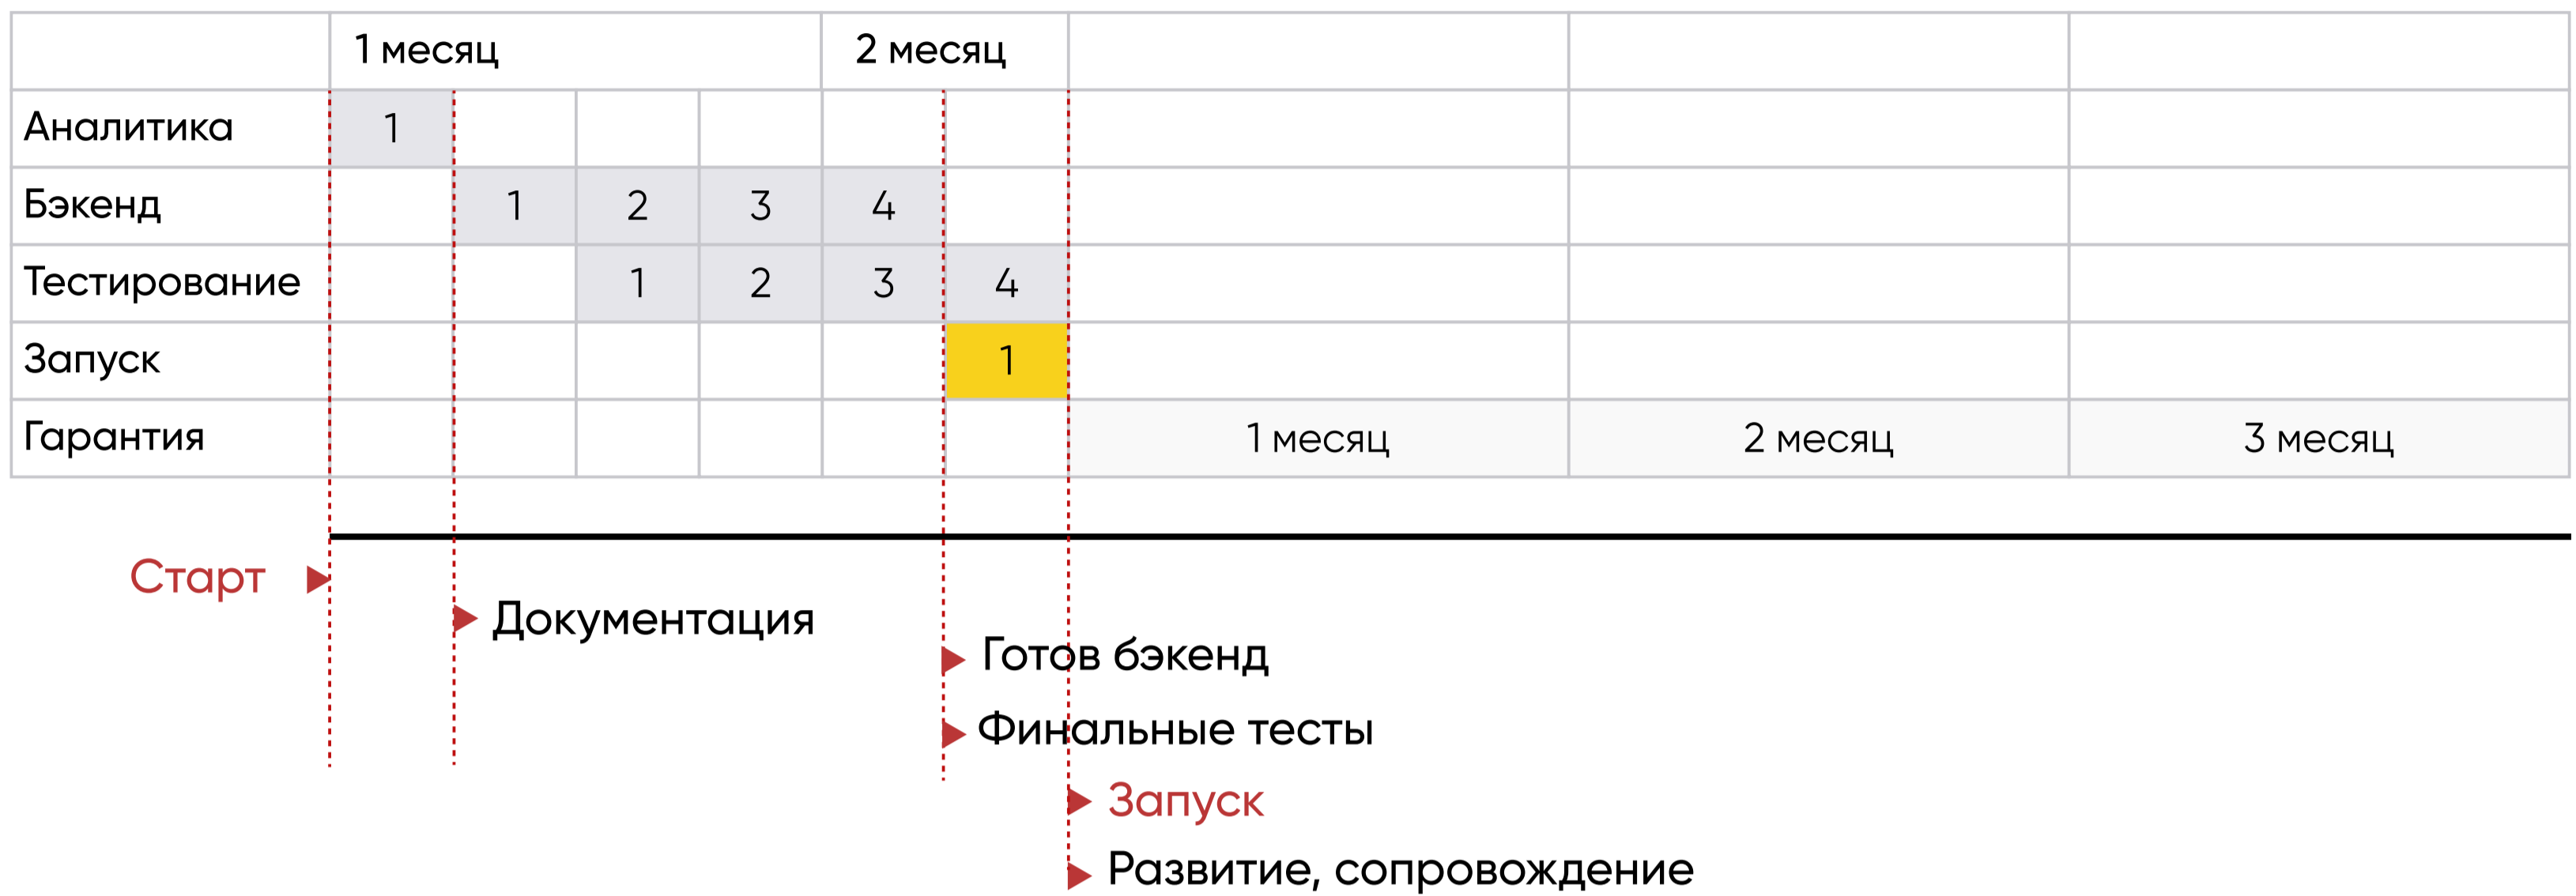 1 месяц 2 месяц
Аналитика 1
Бэкенд 1 2 3 4
Тестирование 1 2 3 4
Запуск 1
Гарантия 1 месяц 2 месяц 3 месяц
Старт
Документация
Готов бэкенд
Финальные тесты
Запуск
Развитие, сопровождение